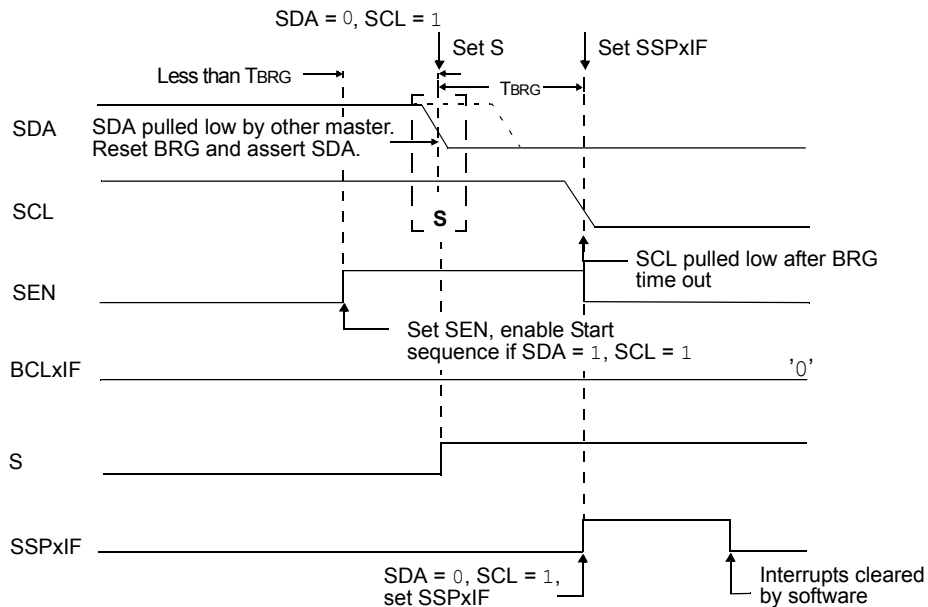 SDA = 0, SCL = 1
Set S
Set SSPxIF
Less than TBRG
TBRG
SDA
SDA pulled low by other master.
Reset BRG and assert SDA.
SCL
S
SCL pulled low after BRG
time out
SEN
Set SEN, enable Start
sequence if SDA = 1, SCL = 1
BCLxIF
'0'
S
SSPxIF
SDA = 0, SCL = 1,
set SSPxIF
Interrupts cleared
by software